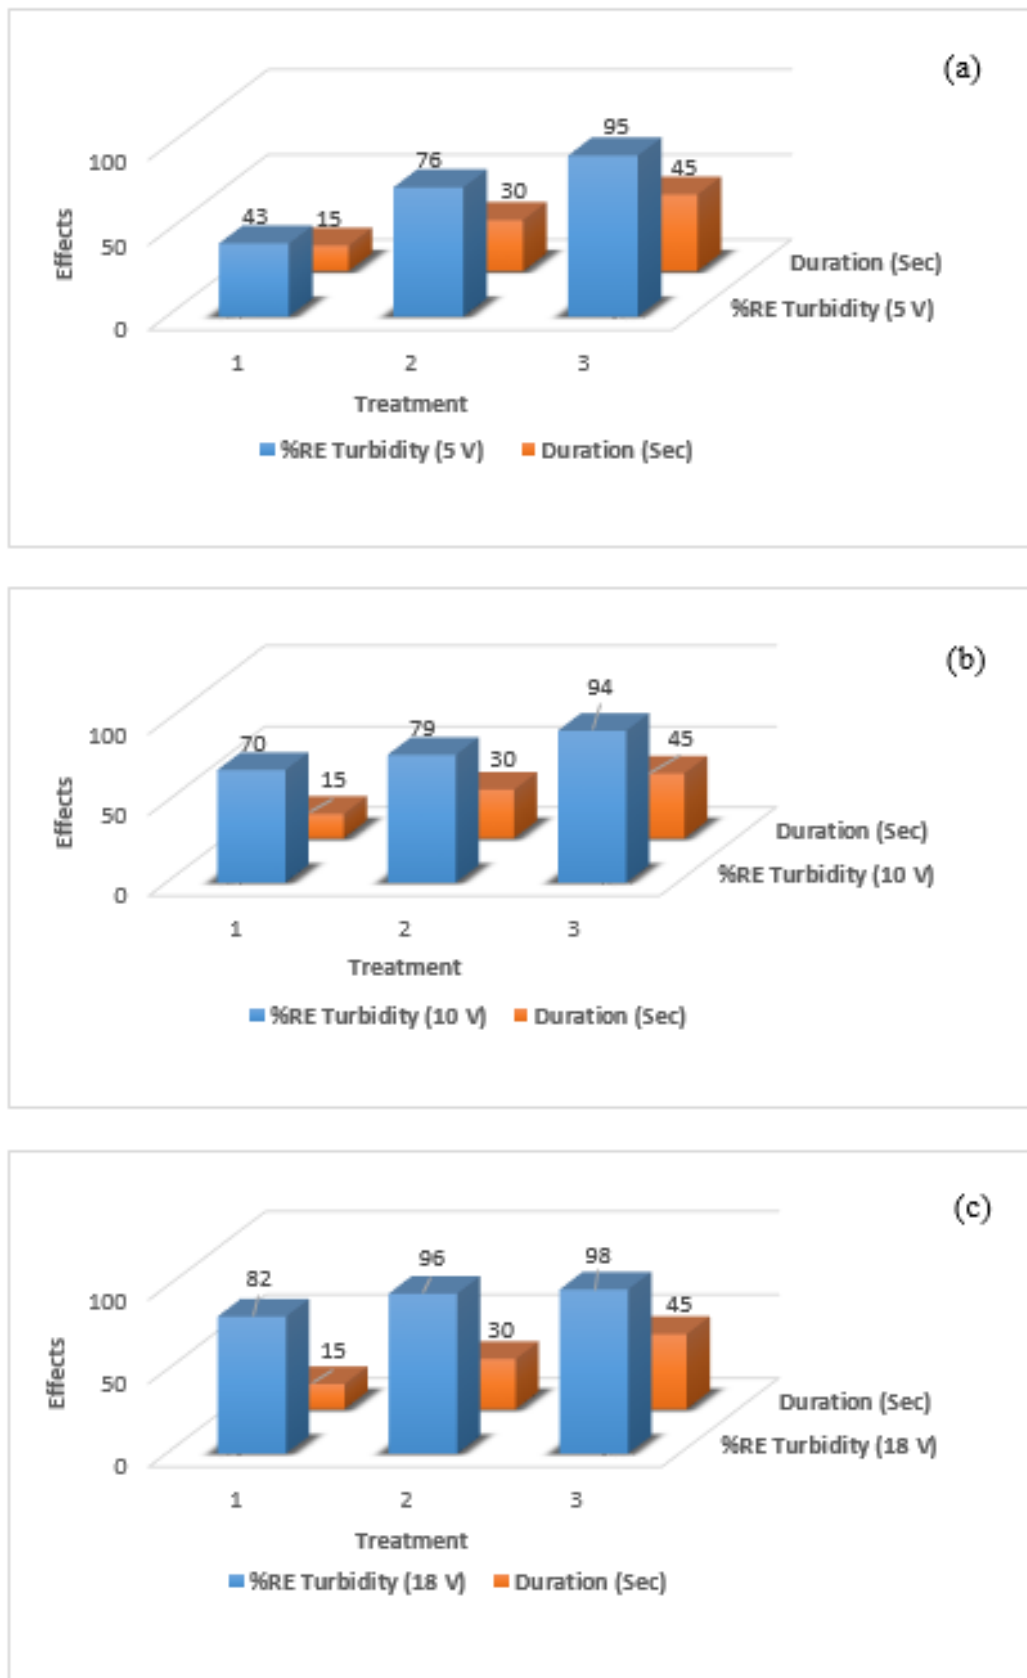 (a)
95
76
45
100
30
43
15
Effects
50
Duration (Sec)
%RE Turbidity (5 V)
0
1 2 3
Treatment
%RE Turbidity (5 V) Duration (Sec)
(b)
94
100
70
79
45
30
15
Effects
50
Duration (Sec)
%RE Turbidity (10 V)
0
1 2 3
Treatment
%RE Turbidity (10 V) Duration (Sec)
(c)
98
96
82
100
45
30
15
Effects
50
Duration (Sec)
%RE Turbidity (18 V)
0
1 2 3
Treatment
%RE Turbidity (18 V) Duration (Sec)